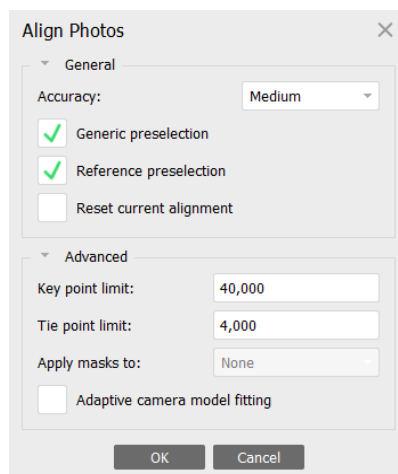 Align Photos
General
Accuracy: Medium
Generic preselection
Reference preselection
Reset current alignment
Advanced
Key point limit: 40,000
Tie point limit: 4,000
Apply masks to: None
Adaptive camera model fitting
OK Cancel